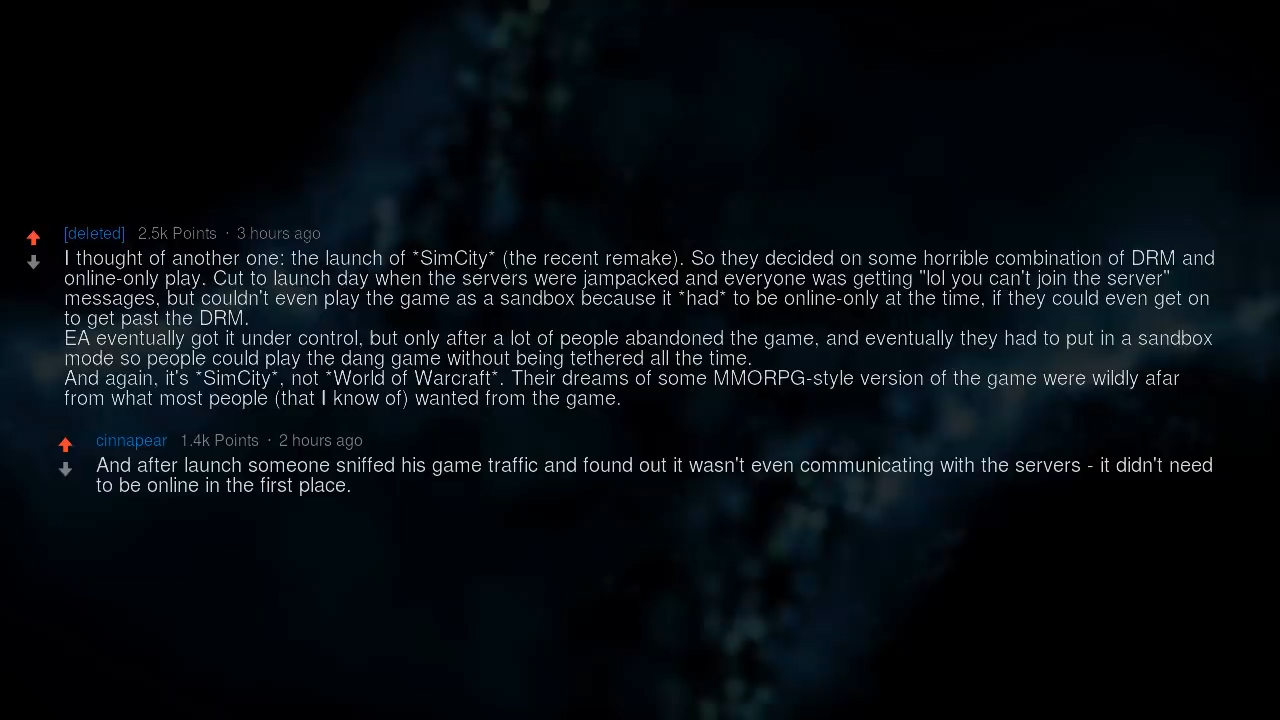 [deleted] 2.5k Points · 3 hours ago
I thought of another one: the launch of *SimCity* (the recent remake). So they decided on some horrible combination of DRM and
online-only play. Cut to launch day when the servers were jampacked and everyone was getting "lol you can't join the server"
messages, but couldn't even play the game as a sandbox because it *had* to be online-only at the time, if they could even get on
to get past the DRM.
EA eventually got it under control, but only after a lot of people abandoned the game, and eventually they had to put in a sandbox
mode so people could play the dang game without being tethered all the time.
And again, it's *SimCity*, not *World of Warcraft*. Their dreams of some MMORPG-style version of the game were wildly afar
from what most people (that I know of) wanted from the game.
cinnapear 1.4k Points · 2 hours ago
And after launch someone sniffed his game traffic and found out it wasn't even communicating with the servers - it didn't need
to be online in the first place.